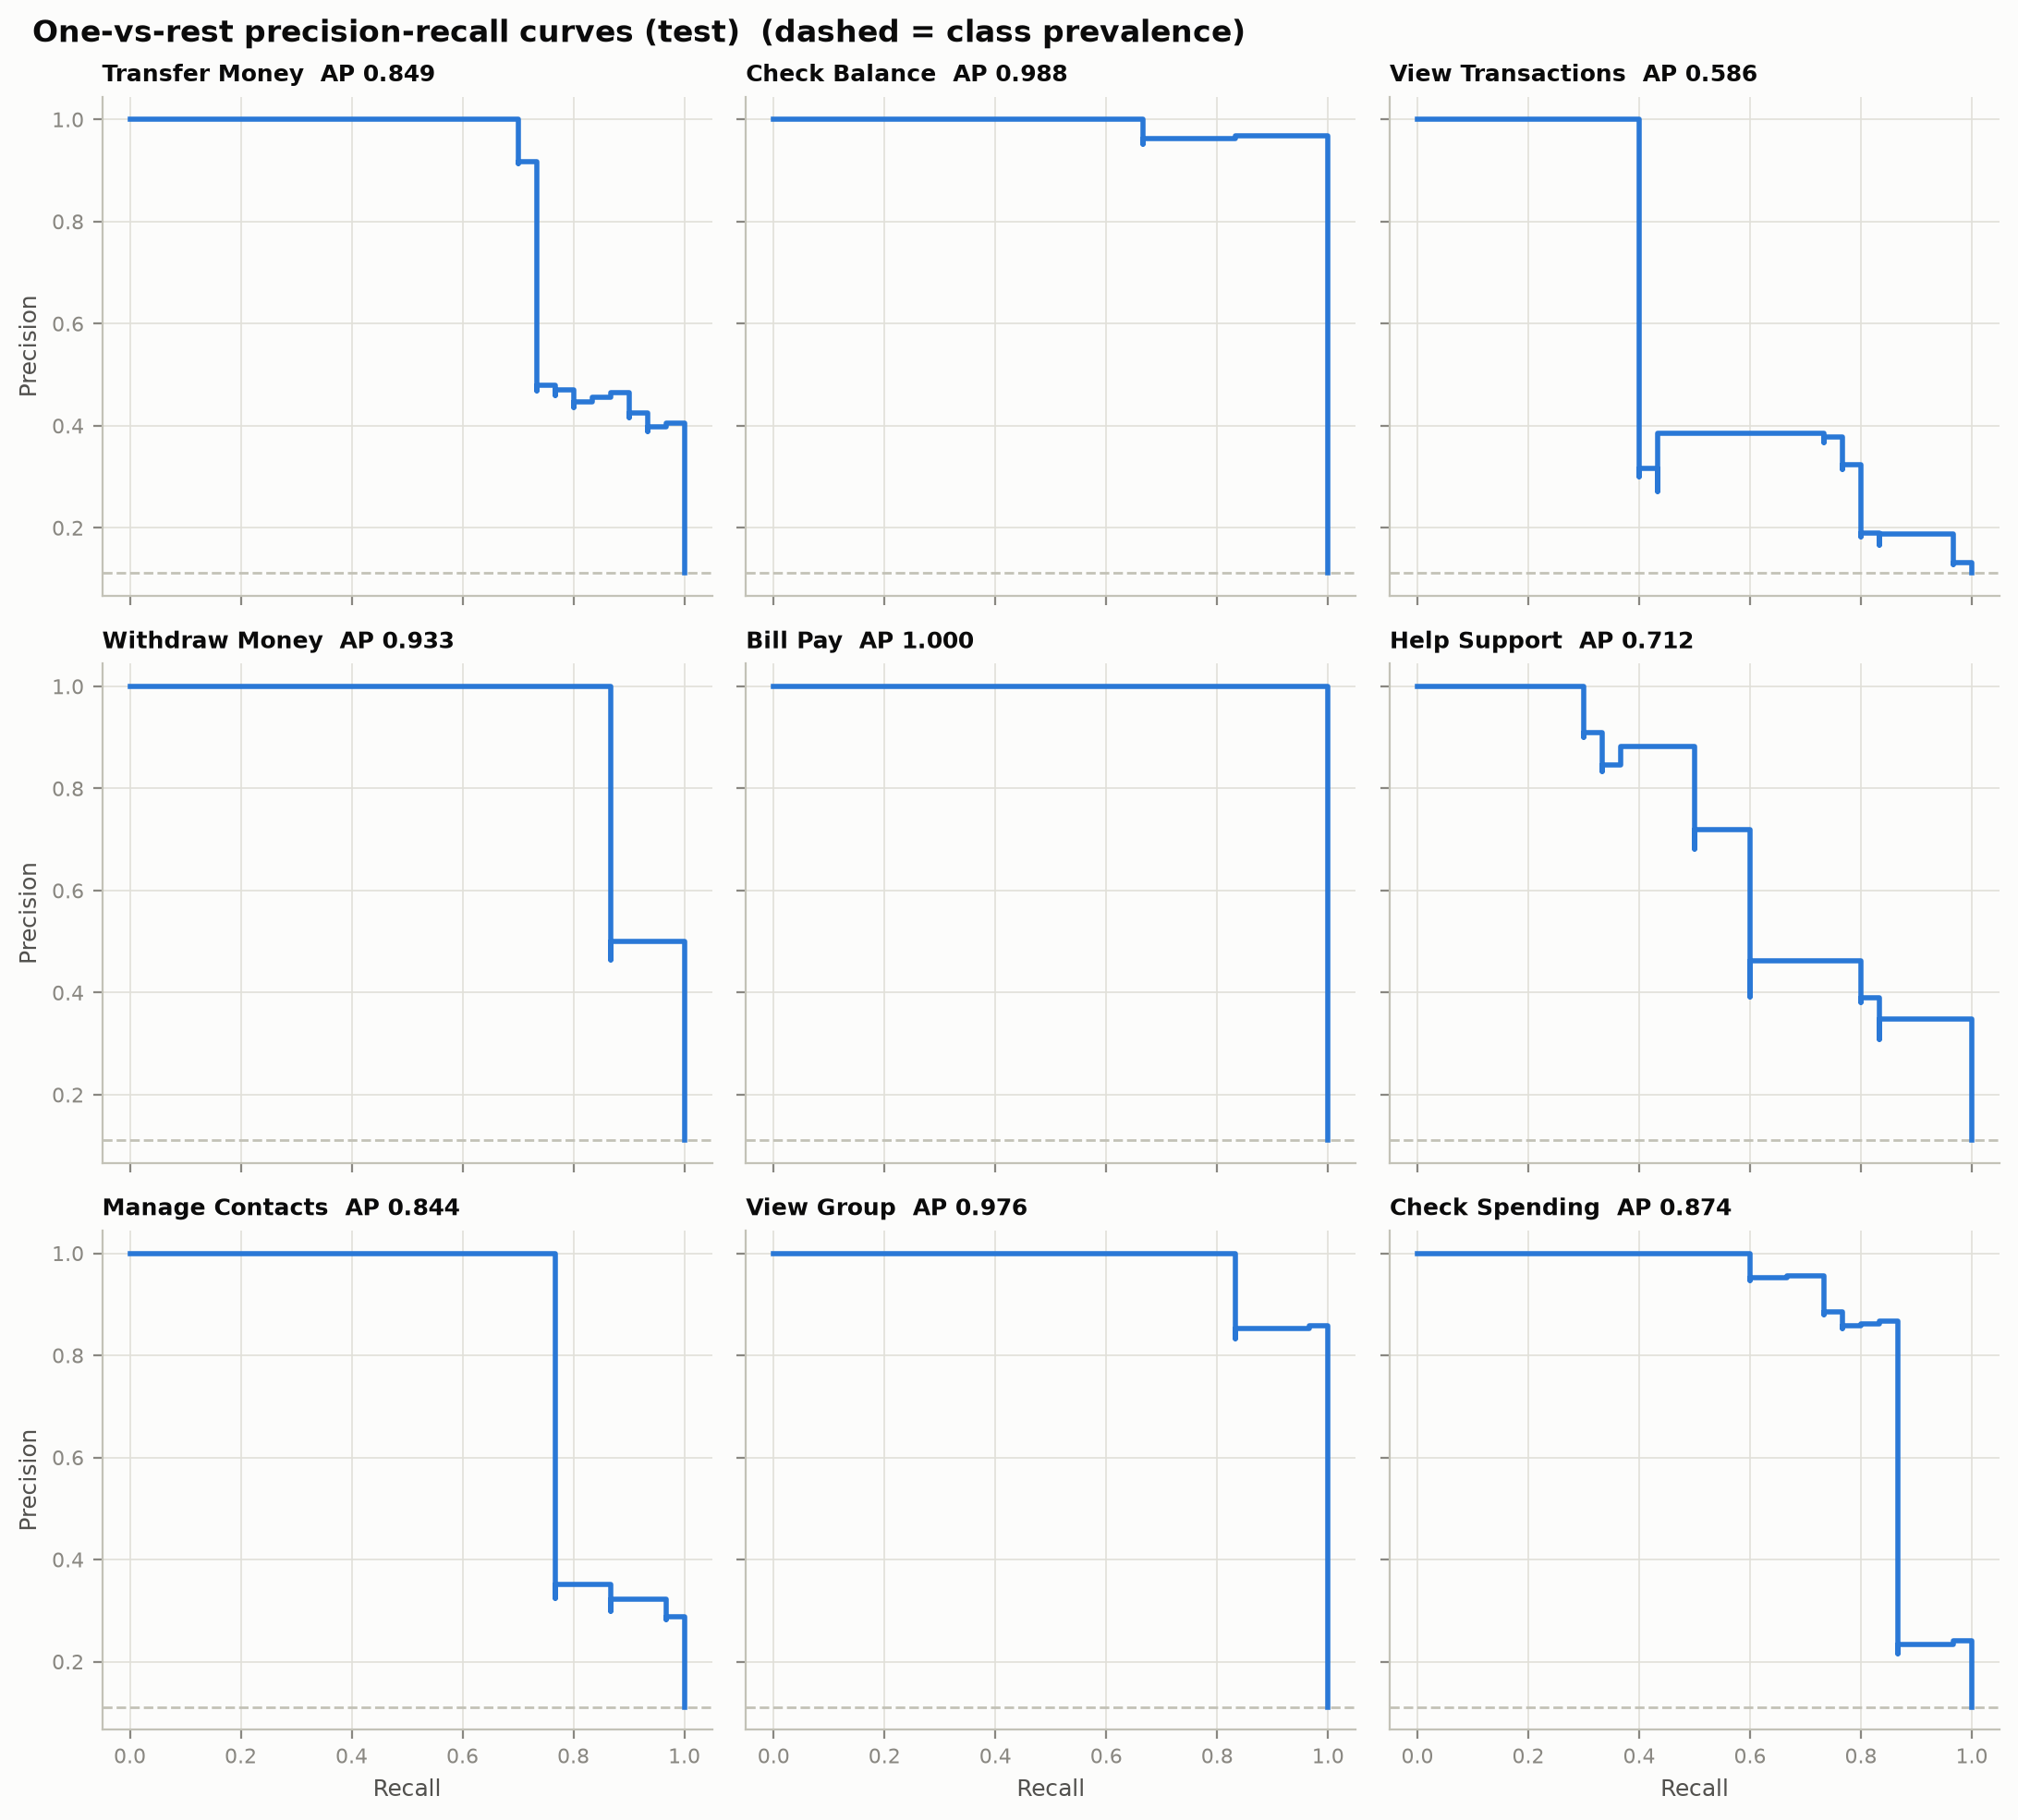 One-vs-rest precision-recall curves (test)  (dashed = class prevalence)
Transfer Money  AP 0.849
Check Balance  AP 0.988
View Transactions  AP 0.586
1.0
0.8
0.6
0.4
0.2
Precision
Withdraw Money  AP 0.933
Bill Pay  AP 1.000
Help Support  AP 0.712
1.0
0.8
0.6
0.4
0.2
Precision
Manage Contacts  AP 0.844
View Group  AP 0.976
Check Spending  AP 0.874
1.0
0.8
0.6
0.4
0.2
Precision
0.0 0.2 0.4 0.6 0.8 1.0
0.0 0.2 0.4 0.6 0.8 1.0
0.0 0.2 0.4 0.6 0.8 1.0
Recall
Recall
Recall